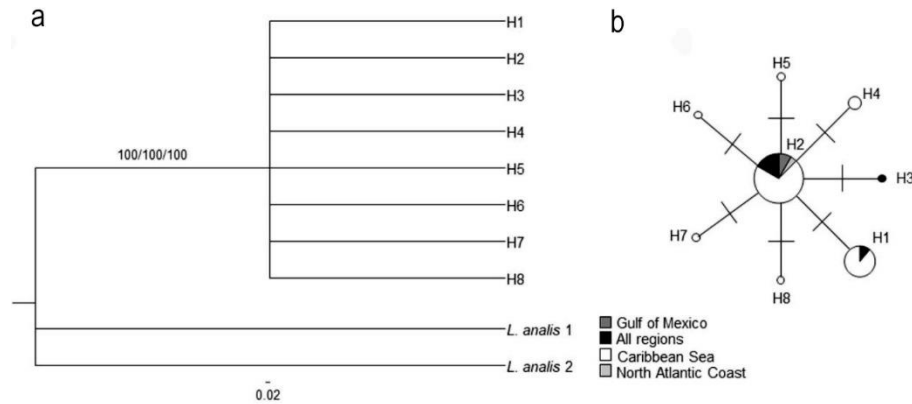 a
H1
H2
H3
H4
H5
H6
H7
H8
100/100/100
L. analis 1
L. analis 2
0.02
b
H5
H4
H6
H2
H3
H7
H1
H8
Gulf of Mexico
All regions
Caribbean Sea
North Atlantic Coast